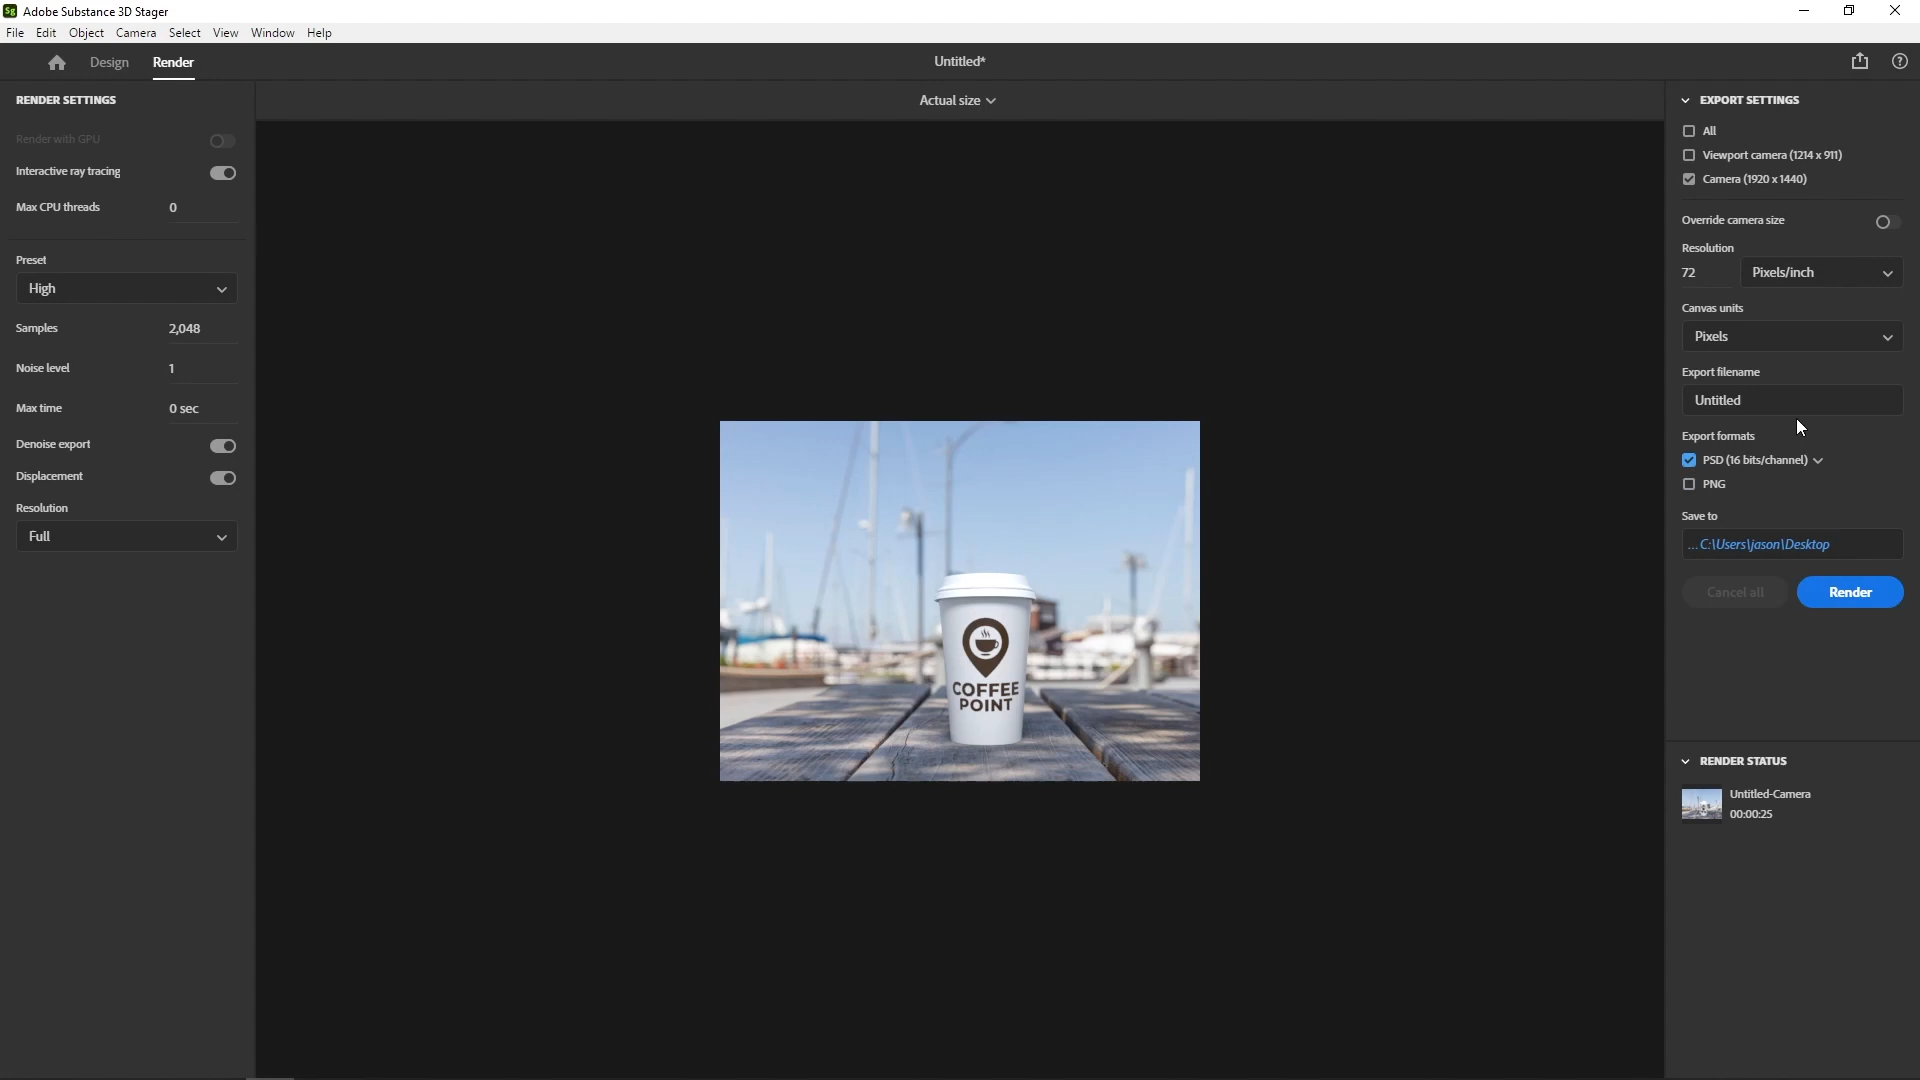 Sg Adobe Substance 3D Stager
File Edit Object Camera Select View Window Help
Design Render
Untitled*
RENDER SETTINGS
Render with GPU
Interactive ray tracing
Max CPU threads 0
Preset
High
Samples 2,048
Noise level 1
Max time 0 sec
Denoise export
Displacement
Resolution
Full
Actual size
COFFEE
POINT
EXPORT SETTINGS
All
Viewport camera (1214 x 911)
Camera (1920 x 1440)
Override camera size
Resolution
72 Pixels/inch
Canvas units
Pixels
Export filename
Untitled
Export formats
PSD (16 bits/channel)
PNG
Save to
... C:\Users\jason\Desktop
Cancel all Render
RENDER STATUS
Untitled-Camera
00:00:25